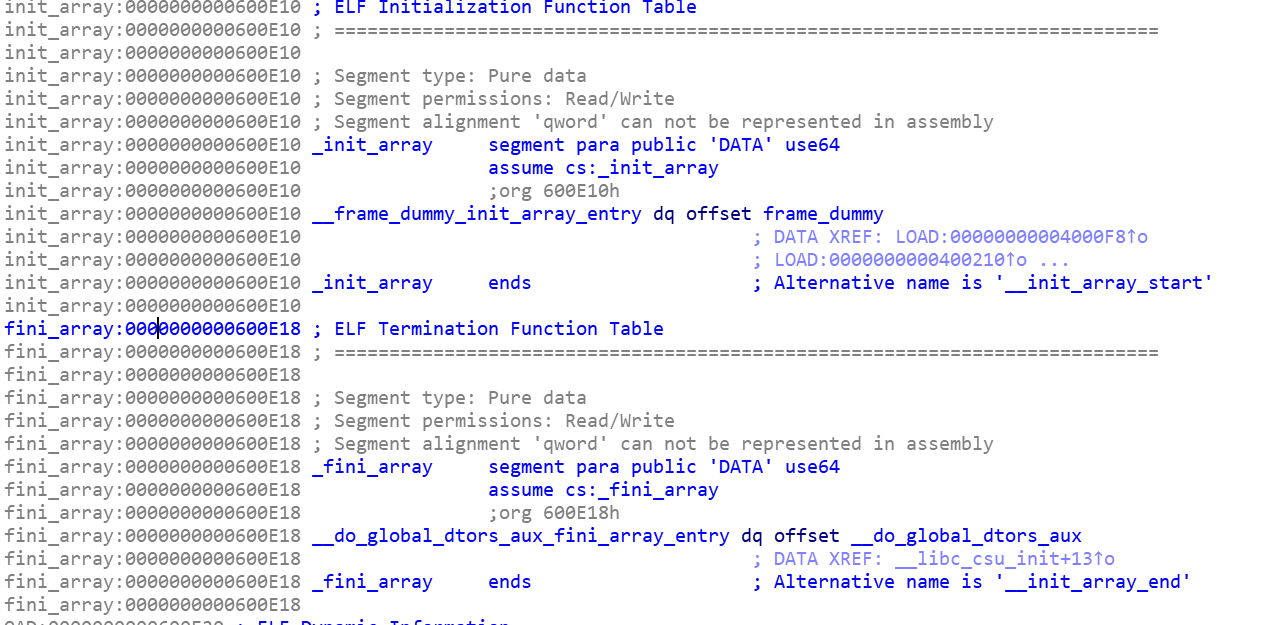 init_array:0000000000600E10 ; ELF Initialization Function Table
init_array:0000000000600E10 ; ===========================================================================
init_array:0000000000600E10
init_array:0000000000600E10 ; Segment type: Pure data
init_array:0000000000600E10 ; Segment permissions: Read/Write
init_array:0000000000600E10 ; Segment alignment 'qword' can not be represented in assembly
init_array:0000000000600E10 _init_array     segment para public 'DATA' use64
init_array:0000000000600E10                 assume cs:_init_array
init_array:0000000000600E10                 ;org 600E10h
init_array:0000000000600E10 __frame_dummy_init_array_entry dq offset frame_dummy
init_array:0000000000600E10                                         ; DATA XREF: LOAD:00000000004000F8↑o
init_array:0000000000600E10                                         ; LOAD:0000000000400210↑o ...
init_array:0000000000600E10 _init_array     ends                    ; Alternative name is '__init_array_start'
init_array:0000000000600E10
fini_array:0000000000600E18 ; ELF Termination Function Table
fini_array:0000000000600E18 ; ===========================================================================
fini_array:0000000000600E18
fini_array:0000000000600E18 ; Segment type: Pure data
fini_array:0000000000600E18 ; Segment permissions: Read/Write
fini_array:0000000000600E18 ; Segment alignment 'qword' can not be represented in assembly
fini_array:0000000000600E18 _fini_array     segment para public 'DATA' use64
fini_array:0000000000600E18                 assume cs:_fini_array
fini_array:0000000000600E18                 ;org 600E18h
fini_array:0000000000600E18 __do_global_dtors_aux_fini_array_entry dq offset __do_global_dtors_aux
fini_array:0000000000600E18                                         ; DATA XREF: __libc_csu_init+13↑o
fini_array:0000000000600E18 _fini_array     ends                    ; Alternative name is '__init_array_end'
fini_array:0000000000600E18
; ELF Dynamic Information